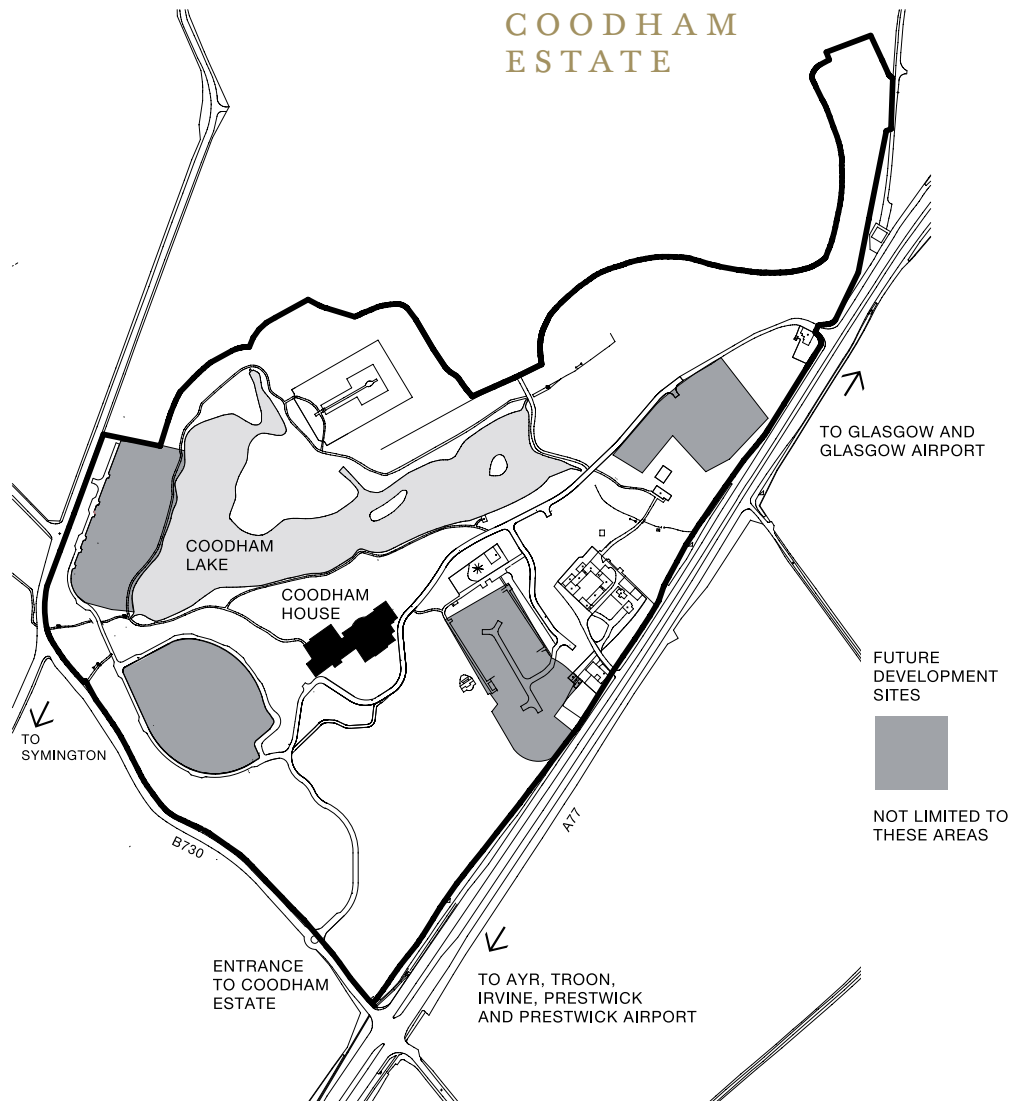 COODHAM
ESTATE
TO GLASGOW AND
GLASGOW AIRPORT
COODHAM
LAKE
COODHAM
HOUSE
FUTURE
DEVELOPMENT
SITES
TO
SYMINGTON
NOT LIMITED TO
THESE AREAS
A77
B730
ENTRANCE
TO COODHAM
ESTATE
TO AYR, TROON,
IRVINE, PRESTWICK
AND PRESTWICK AIRPORT